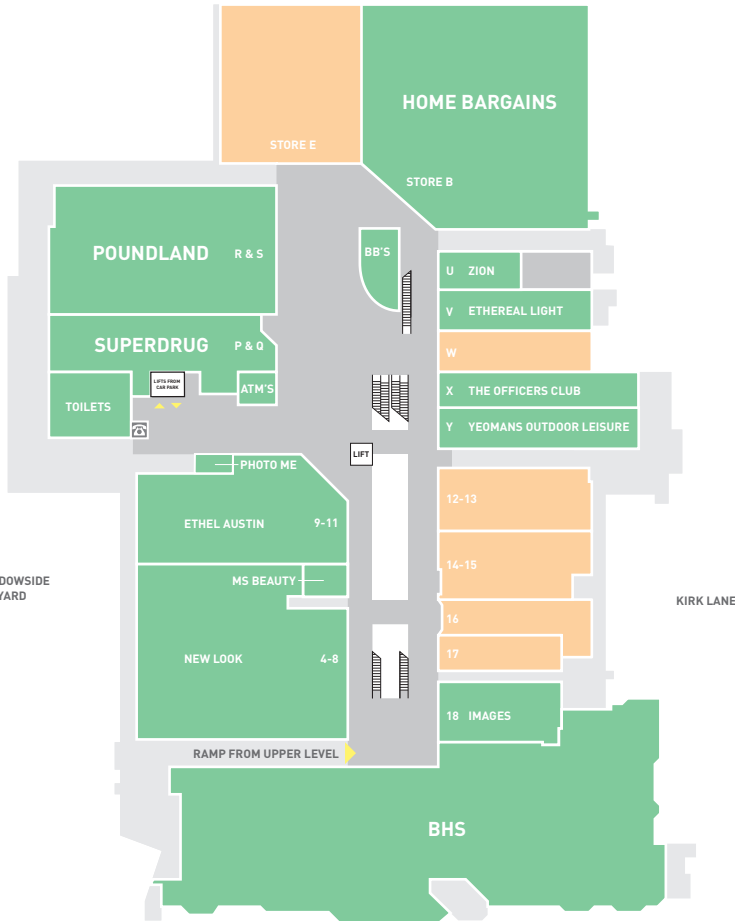 HOME BARGAINS
STORE E
STORE B
POUNDLAND R & S
BB'S
U ZION
V ETHEREAL LIGHT
SUPERDRUG P & Q
W
LIFTS FROM
CAR PARK
ATM'S
X THE OFFICERS CLUB
TOILETS
Y YEOMANS OUTDOOR LEISURE
LIFT
PHOTO ME
12-13
ETHEL AUSTIN 9-11
14-15
MS BEAUTY
DOWSIDE
YARD
KIRK LANE
16
17
NEW LOOK 4-8
18 IMAGES
RAMP FROM UPPER LEVEL
BHS